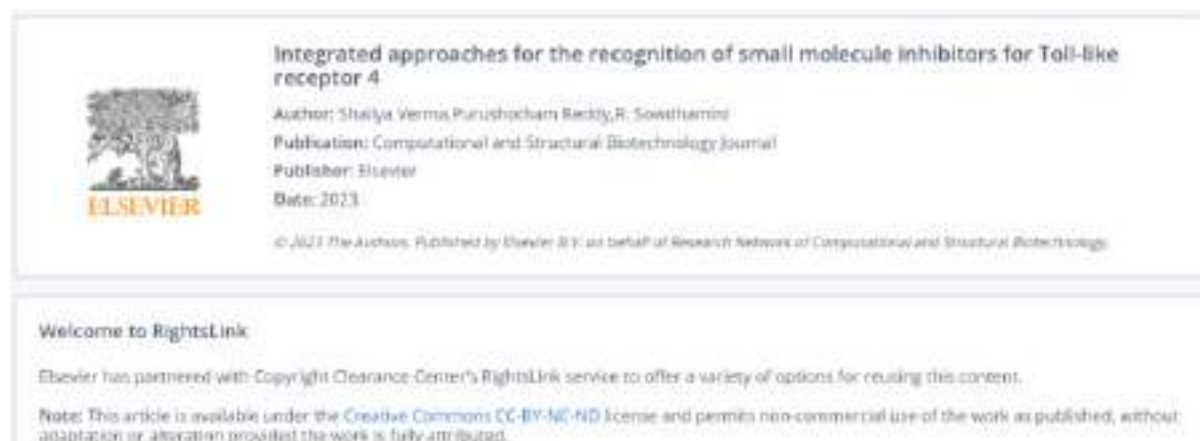 Integrated approaches for the recognition of small molecule inhibitors for Toll-like
receptor 4
Author: Shailya Verma,Purushotham Reddy,R. Sowdhamini
Publication: Computational and Structural Biotechnology Journal
Publisher: Elsevier
Date: 2023
© 2023 The Authors. Published by Elsevier B.V. on behalf of Research Network of Computational and Structural Biotechnology.
ELSEVIER
Welcome to RightsLink
Elsevier has partnered with Copyright Clearance Center's RightsLink service to offer a variety of options for reusing this content.
Note: This article is available under the Creative Commons CC-BY-NC-ND license and permits non-commercial use of the work as published, without
adaptation or alteration provided the work is fully attributed.